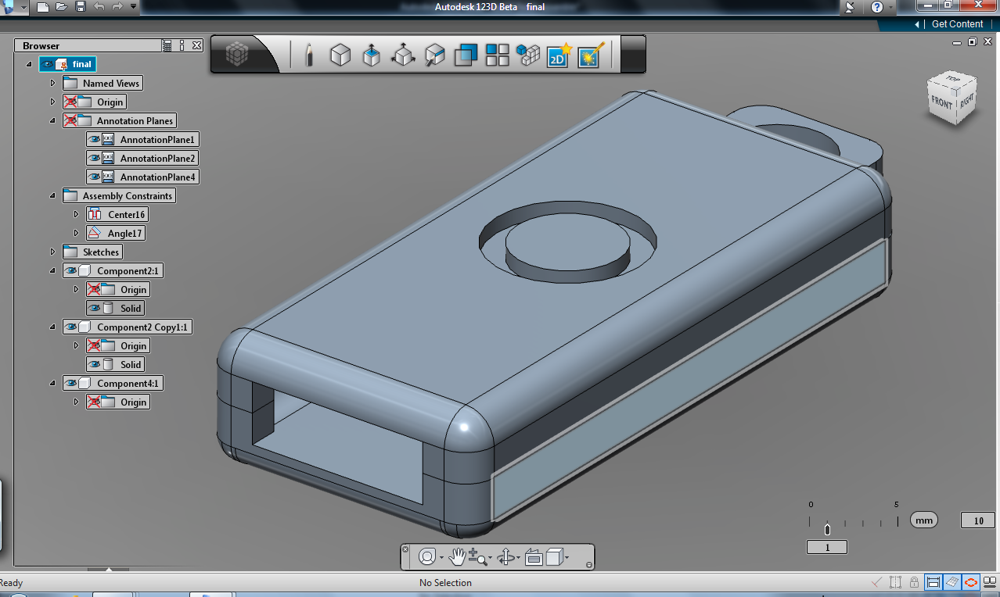 Autodesk 123D Beta final
Get Content
Browser
final
Named Views
Origin
Annotation Planes
AnnotationPlane1
AnnotationPlane2
AnnotationPlane4
Assembly Constraints
Center16
Angle17
Sketches
Component2:1
Origin
Solid
Component2 Copy1:1
Origin
Solid
Component4:1
Origin
2D
TOP
FRONT
RIGHT
0 5
mm
10
1
Ready
No Selection